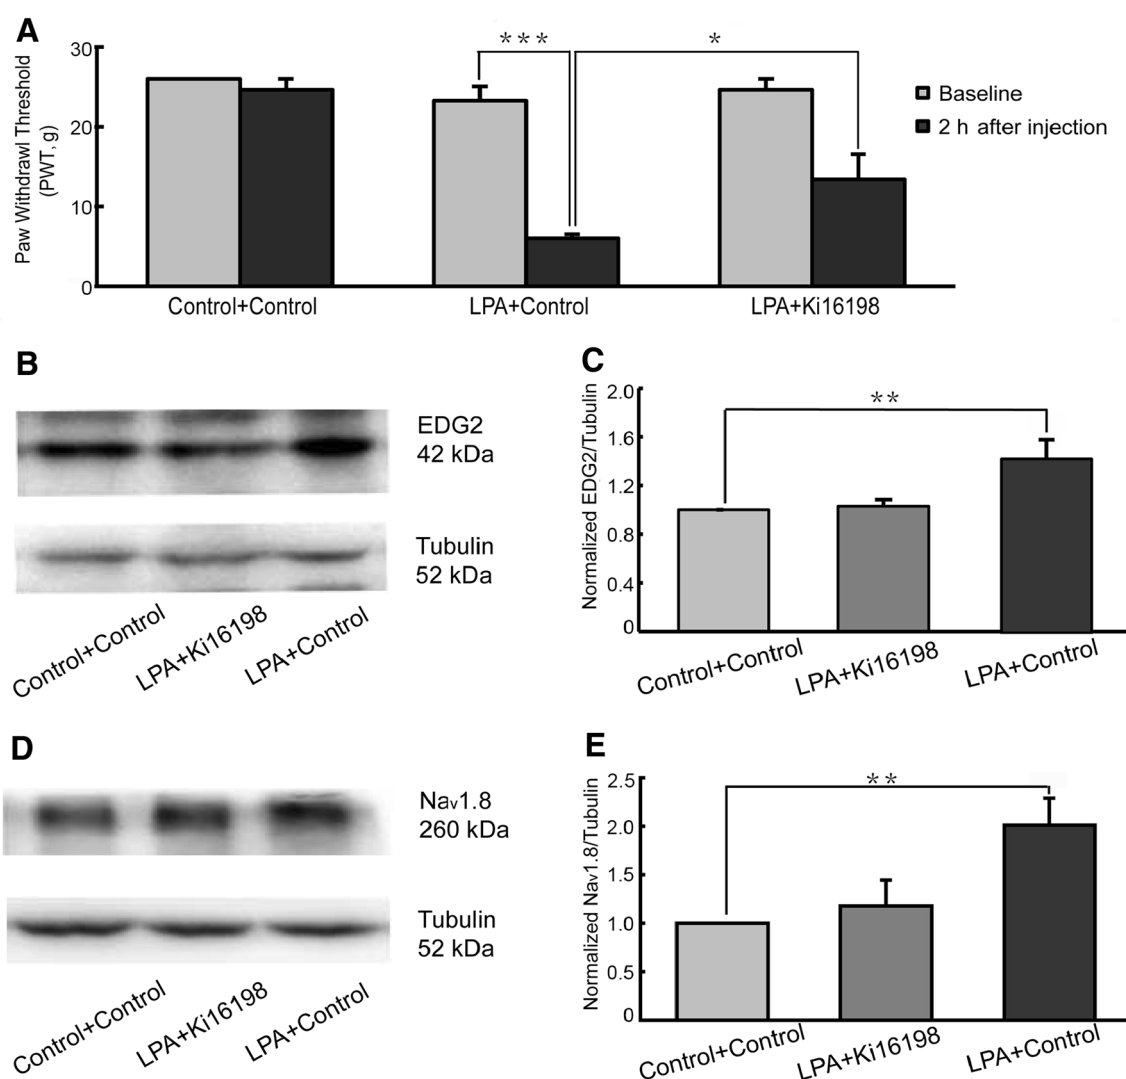 A
Paw Withdrawl Threshold
(PWT, g)
30
20
10
0
***
*
Baseline
2 h after injection
Control+Control
LPA+Control
LPA+Ki16198
B
EDG2
42 kDa
Tubulin
52 kDa
Control+Control
LPA+Ki16198
LPA+Control
C
Normalized EDG2/Tubulin
2.0
1.6
1.2
0.8
0.4
0
**
Control+Control
LPA+Ki16198
LPA+Control
D
Nav1.8
260 kDa
Tubulin
52 kDa
Control+Control
LPA+Ki16198
LPA+Control
E
Normalized Nav1.8/Tubulin
2.5
2.0
1.5
1.0
0.5
0
**
Control+Control
LPA+Ki16198
LPA+Control